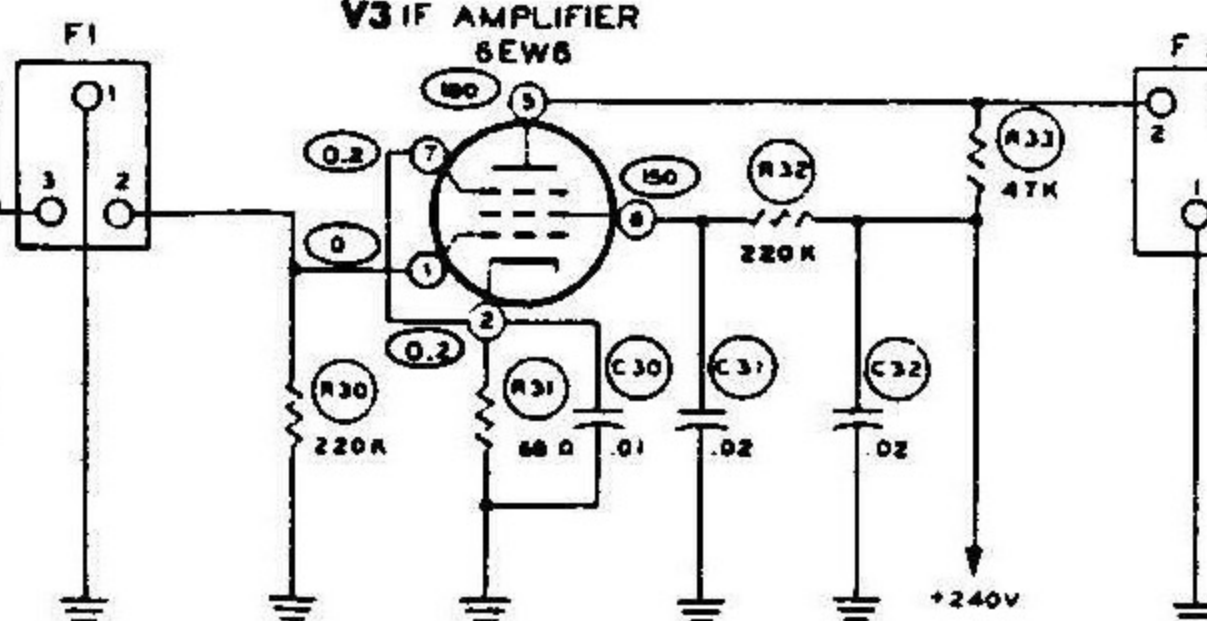 V3 IF AMPLIFIER
6EW6
F1
1
3
2
5
7
0.2
0
1
150
6
R32
220K
R33
47K
F
2
1
2
0.2
R30
220K
R31
68 Ω
C30
.01
C31
.02
C32
.02
+240V